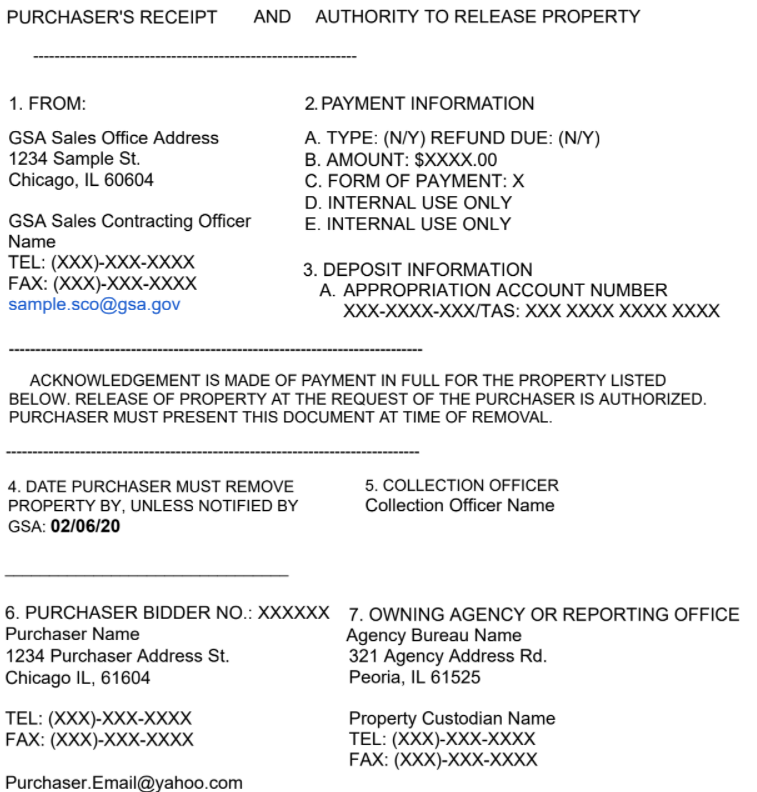 PURCHASER'S RECEIPT AND AUTHORITY TO RELEASE PROPERTY
------------------------------------------------------------
1. FROM:
GSA Sales Office Address
1234 Sample St.
Chicago, IL 60604
GSA Sales Contracting Officer
Name
TEL: (XXX)-XXX-XXXX
FAX: (XXX)-XXX-XXXX
sample.sco@gsa.gov
2. PAYMENT INFORMATION
A. TYPE: (N/Y) REFUND DUE: (N/Y)
B. AMOUNT: $XXXX.00
C. FORM OF PAYMENT: X
D. INTERNAL USE ONLY
E. INTERNAL USE ONLY
3. DEPOSIT INFORMATION
A. APPROPRIATION ACCOUNT NUMBER
XXX-XXXX-XXX/TAS: XXX XXXX XXXX XXXX
------------------------------------------------------------------------------
ACKNOWLEDGEMENT IS MADE OF PAYMENT IN FULL FOR THE PROPERTY LISTED
BELOW. RELEASE OF PROPERTY AT THE REQUEST OF THE PURCHASER IS AUTHORIZED.
PURCHASER MUST PRESENT THIS DOCUMENT AT TIME OF REMOVAL.
------------------------------------------------------------------------------
4. DATE PURCHASER MUST REMOVE
PROPERTY BY, UNLESS NOTIFIED BY
GSA: 02/06/20
5. COLLECTION OFFICER
Collection Officer Name
__________________________________
6. PURCHASER BIDDER NO.: XXXXXX
Purchaser Name
1234 Purchaser Address St.
Chicago IL, 61604
TEL: (XXX)-XXX-XXXX
FAX: (XXX)-XXX-XXXX
Purchaser.Email@yahoo.com
7. OWNING AGENCY OR REPORTING OFFICE
Agency Bureau Name
321 Agency Address Rd.
Peoria, IL 61525
Property Custodian Name
TEL: (XXX)-XXX-XXXX
FAX: (XXX)-XXX-XXXX